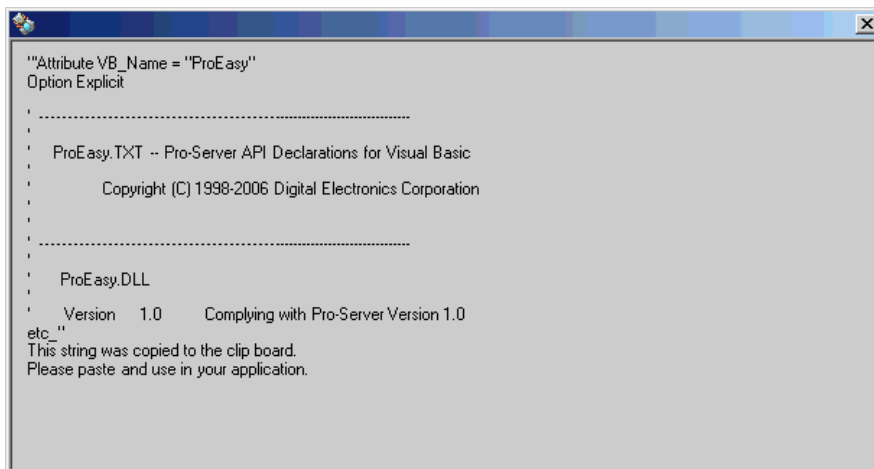 '"Attribute VB_Name = "ProEasy"
Option Explicit
' -----------------------------------------------------------------------
'
'    ProEasy.TXT -- Pro-Server API Declarations for Visual Basic
'
'    Copyright (C) 1998-2006 Digital Electronics Corporation
'
'
' -----------------------------------------------------------------------
'
'    ProEasy.DLL
'
'    Version    1.0    Complying with Pro-Server Version 1.0
etc_"
This string was copied to the clip board.
Please paste and use in your application.